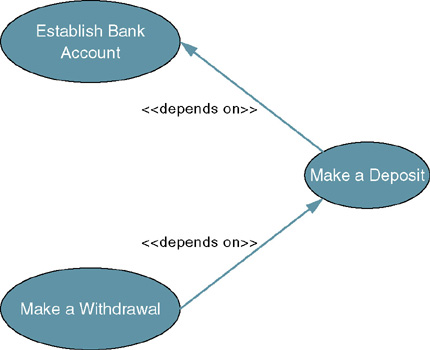 Establish Bank
Account
<<depends on>>
Make a Deposit
<<depends on>>
Make a Withdrawal